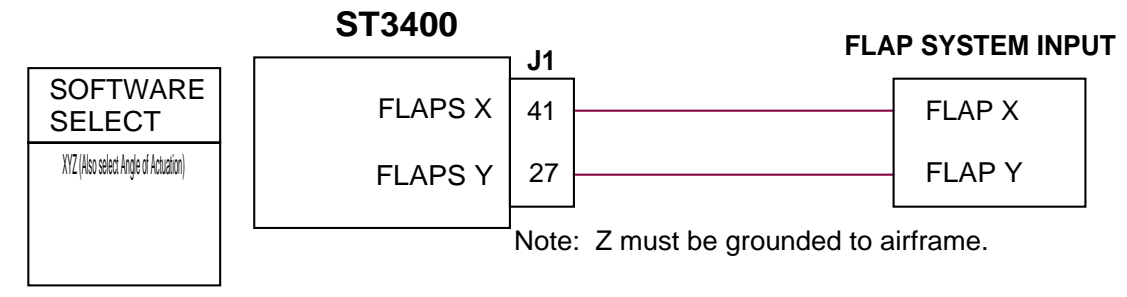 ST3400
J1
FLAP SYSTEM INPUT
SOFTWARE
SELECT
XYZ (Also select Angle of Actuation)
FLAPS X 41 FLAP X
FLAPS Y 27 FLAP Y
Note: Z must be grounded to airframe.